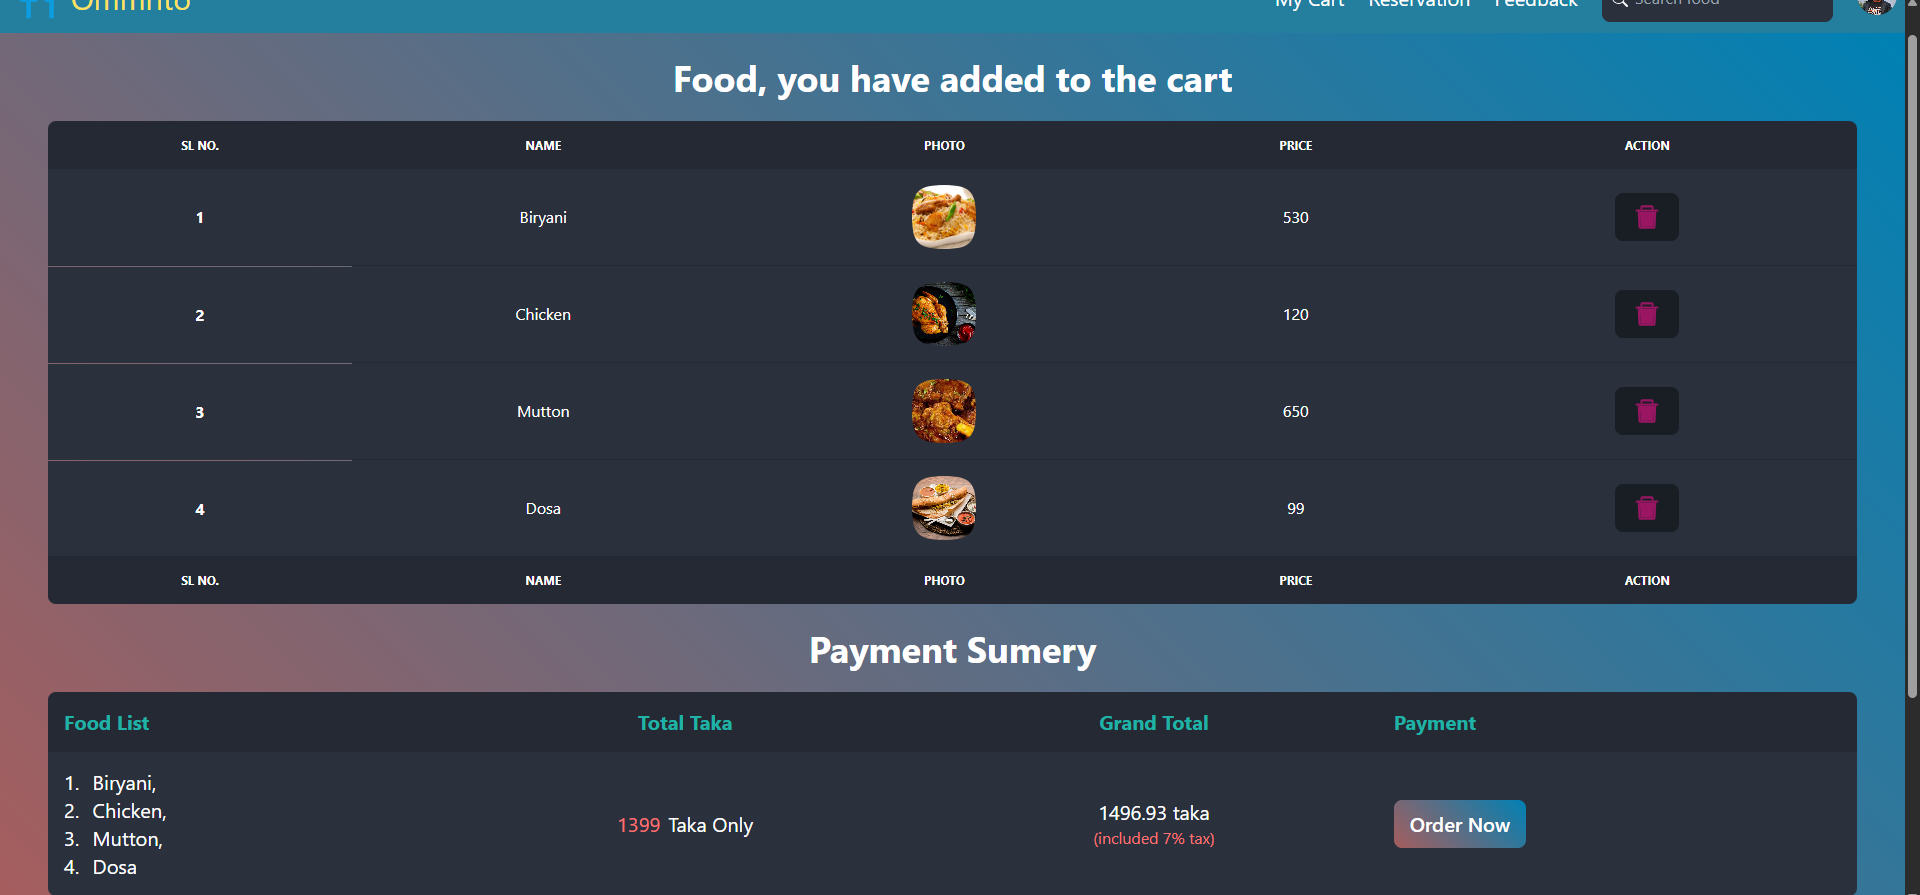 My Cart Reservation Feedback Search food
Food, you have added to the cart
SL NO. NAME PHOTO PRICE ACTION
1 Biryani 530
2 Chicken 120
3 Mutton 650
4 Dosa 99
SL NO. NAME PHOTO PRICE ACTION
Payment Sumery
Food List Total Taka Grand Total Payment
1. Biryani,
2. Chicken,
3. Mutton,
4. Dosa
1399 Taka Only
1496.93 taka
(included 7% tax)
Order Now